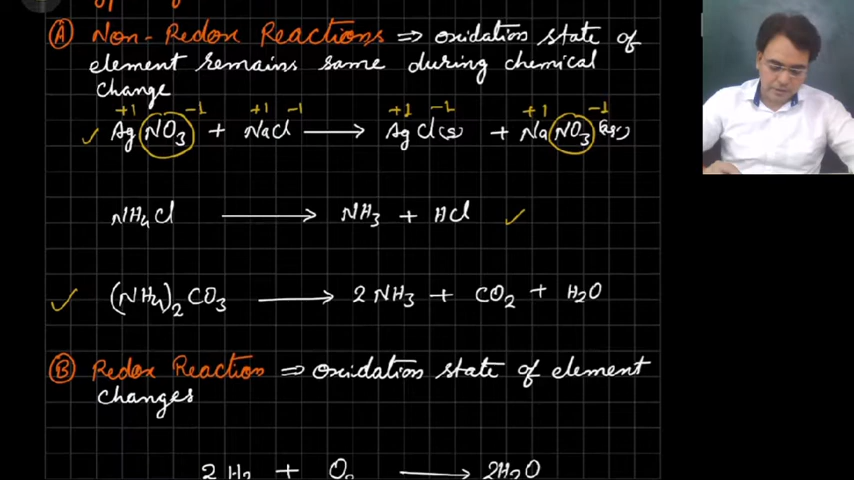 Ⓐ Non-Redox Reactions ⇒ oxidation state of
element remains same during chemical
change
+1 -1 +1 -1 +1 -1 +1 -1
✓ AgNO₃ + NaCl ⟶ AgCl(s) + NaNO₃
NH₄Cl ⟶ NH₃ + HCl ✓
✓ (NH₄)₂CO₃ ⟶ 2NH₃ + CO₂ + H₂O
Ⓑ Redox Reaction ⇒ oxidation state of element
changes
2H₂ + O₂ ⟶ 2H₂O